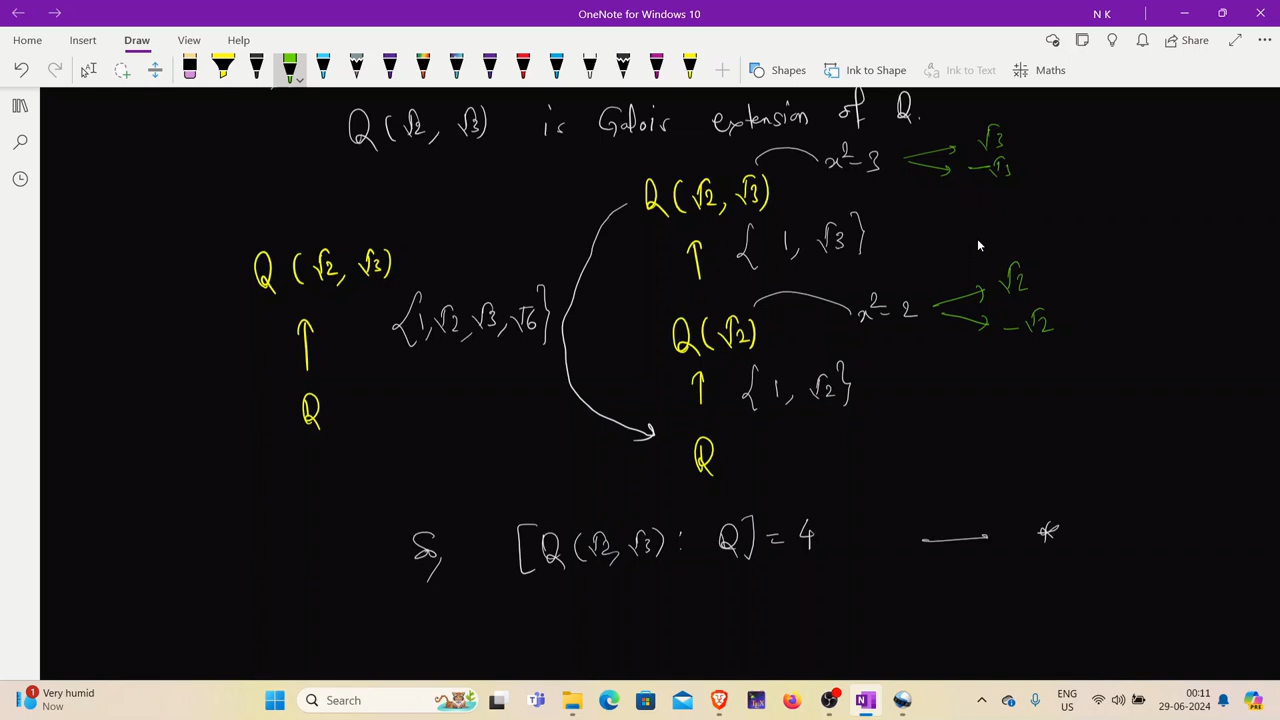 OneNote for Windows 10
N K
Home Insert Draw View Help
Share
Shapes Ink to Shape Ink to Text Maths
Q(√2, √3) is Galois extension of Q.
x²-3 √3
-√3
Q(√2, √3)
{1, √3}
Q(√2, √3)
{1, √2, √3, √6}
x²-2 √2
-√2
Q(√2)
{1, √2}
Q
Q
So, [Q(√2, √3) : Q] = 4 — *
1 Very humid
Now
Search
ENG
US
00:11
29-06-2024
PRE